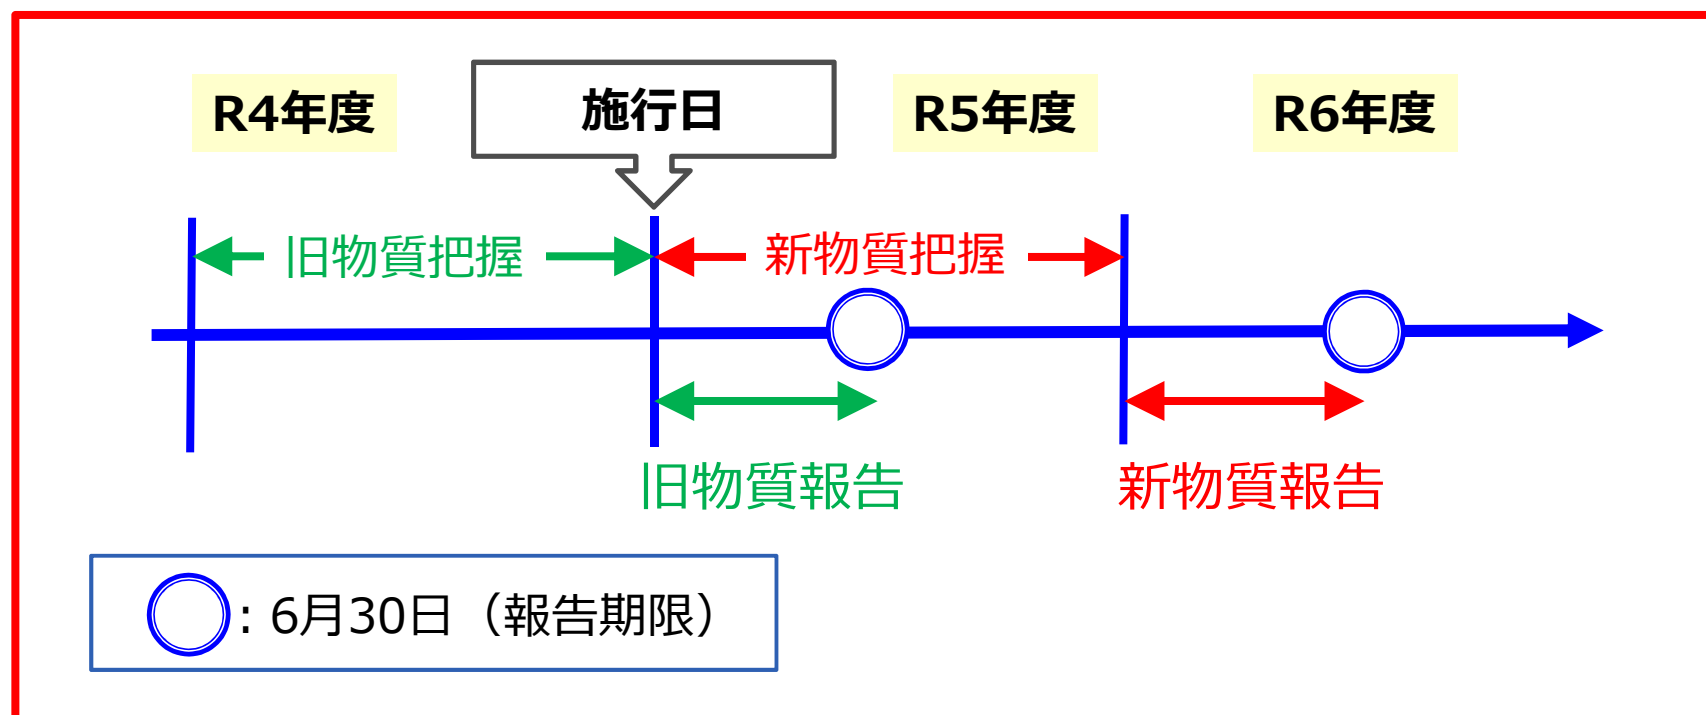 R4年度
施行日
R5年度
R6年度
旧物質把握
新物質把握
旧物質報告
新物質報告
：6月30日（報告期限）